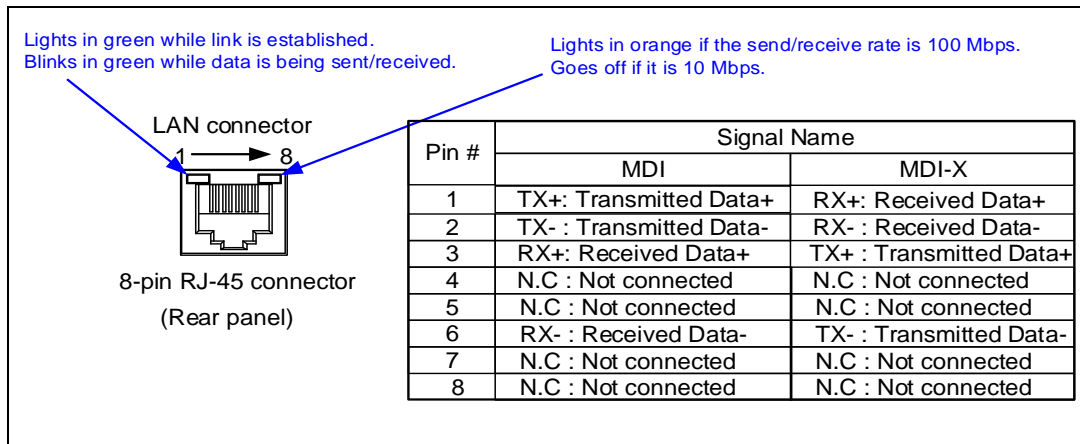 Lights in green while link is established.
Blinks in green while data is being sent/received.
Lights in orange if the send/receive rate is 100 Mbps.
Goes off if it is 10 Mbps.
LAN connector
1 8
8-pin RJ-45 connector
(Rear panel)
Pin # Signal Name
MDI MDI-X
1 TX+: Transmitted Data+ RX+: Received Data+
2 TX- : Transmitted Data- RX- : Received Data-
3 RX+: Received Data+ TX+ : Transmitted Data+
4 N.C : Not connected N.C : Not connected
5 N.C : Not connected N.C : Not connected
6 RX- : Received Data- TX- : Transmitted Data-
7 N.C : Not connected N.C : Not connected
8 N.C : Not connected N.C : Not connected